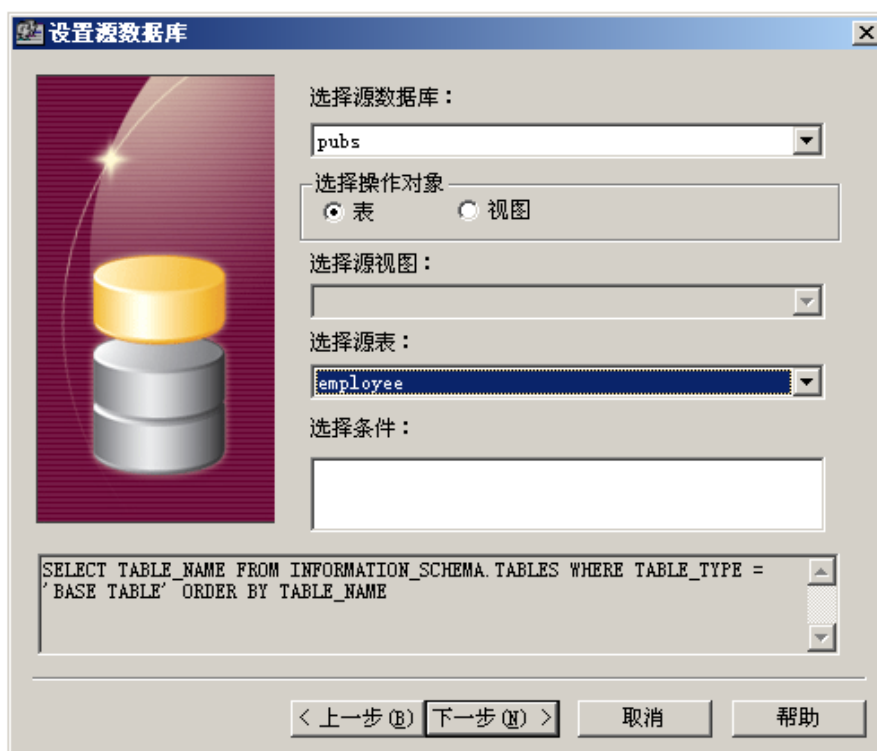 设置源数据库
选择源数据库：
pubs
选择操作对象
表 视图
选择源视图：
选择源表：
employee
选择条件：
SELECT TABLE_NAME FROM INFORMATION_SCHEMA.TABLES WHERE TABLE_TYPE =
'BASE TABLE' ORDER BY TABLE_NAME
< 上一步(B) 下一步(N) > 取消 帮助